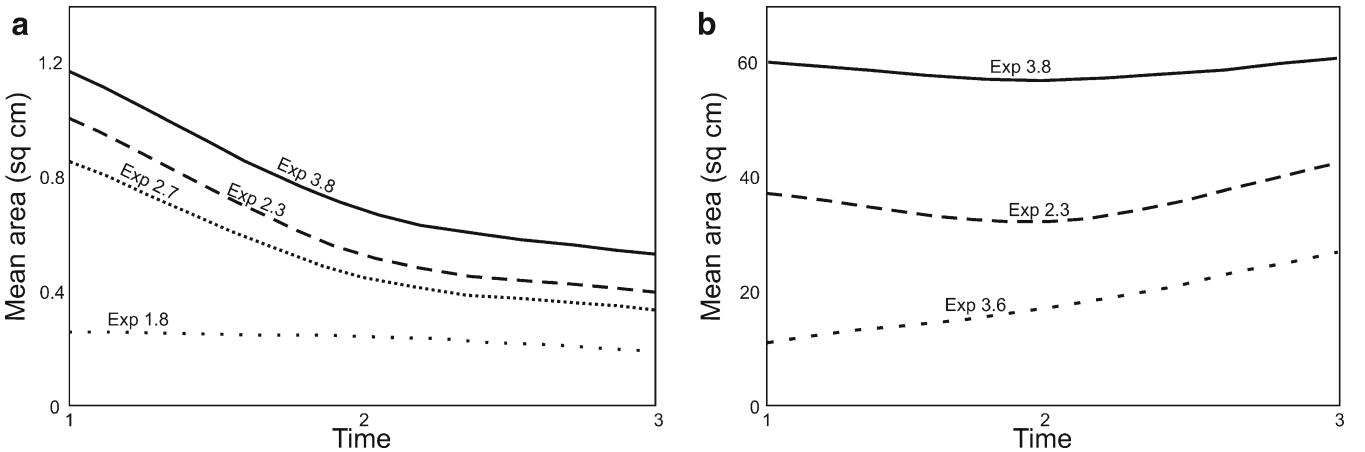 a
Mean area (sq cm)
1.2
0.8
0.4
0
Exp 3.8
Exp 2.3
Exp 2.7
Exp 1.8
1
2
3
Time
b
Mean area (sq cm)
60
40
20
0
Exp 3.8
Exp 2.3
Exp 3.6
1
2
3
Time